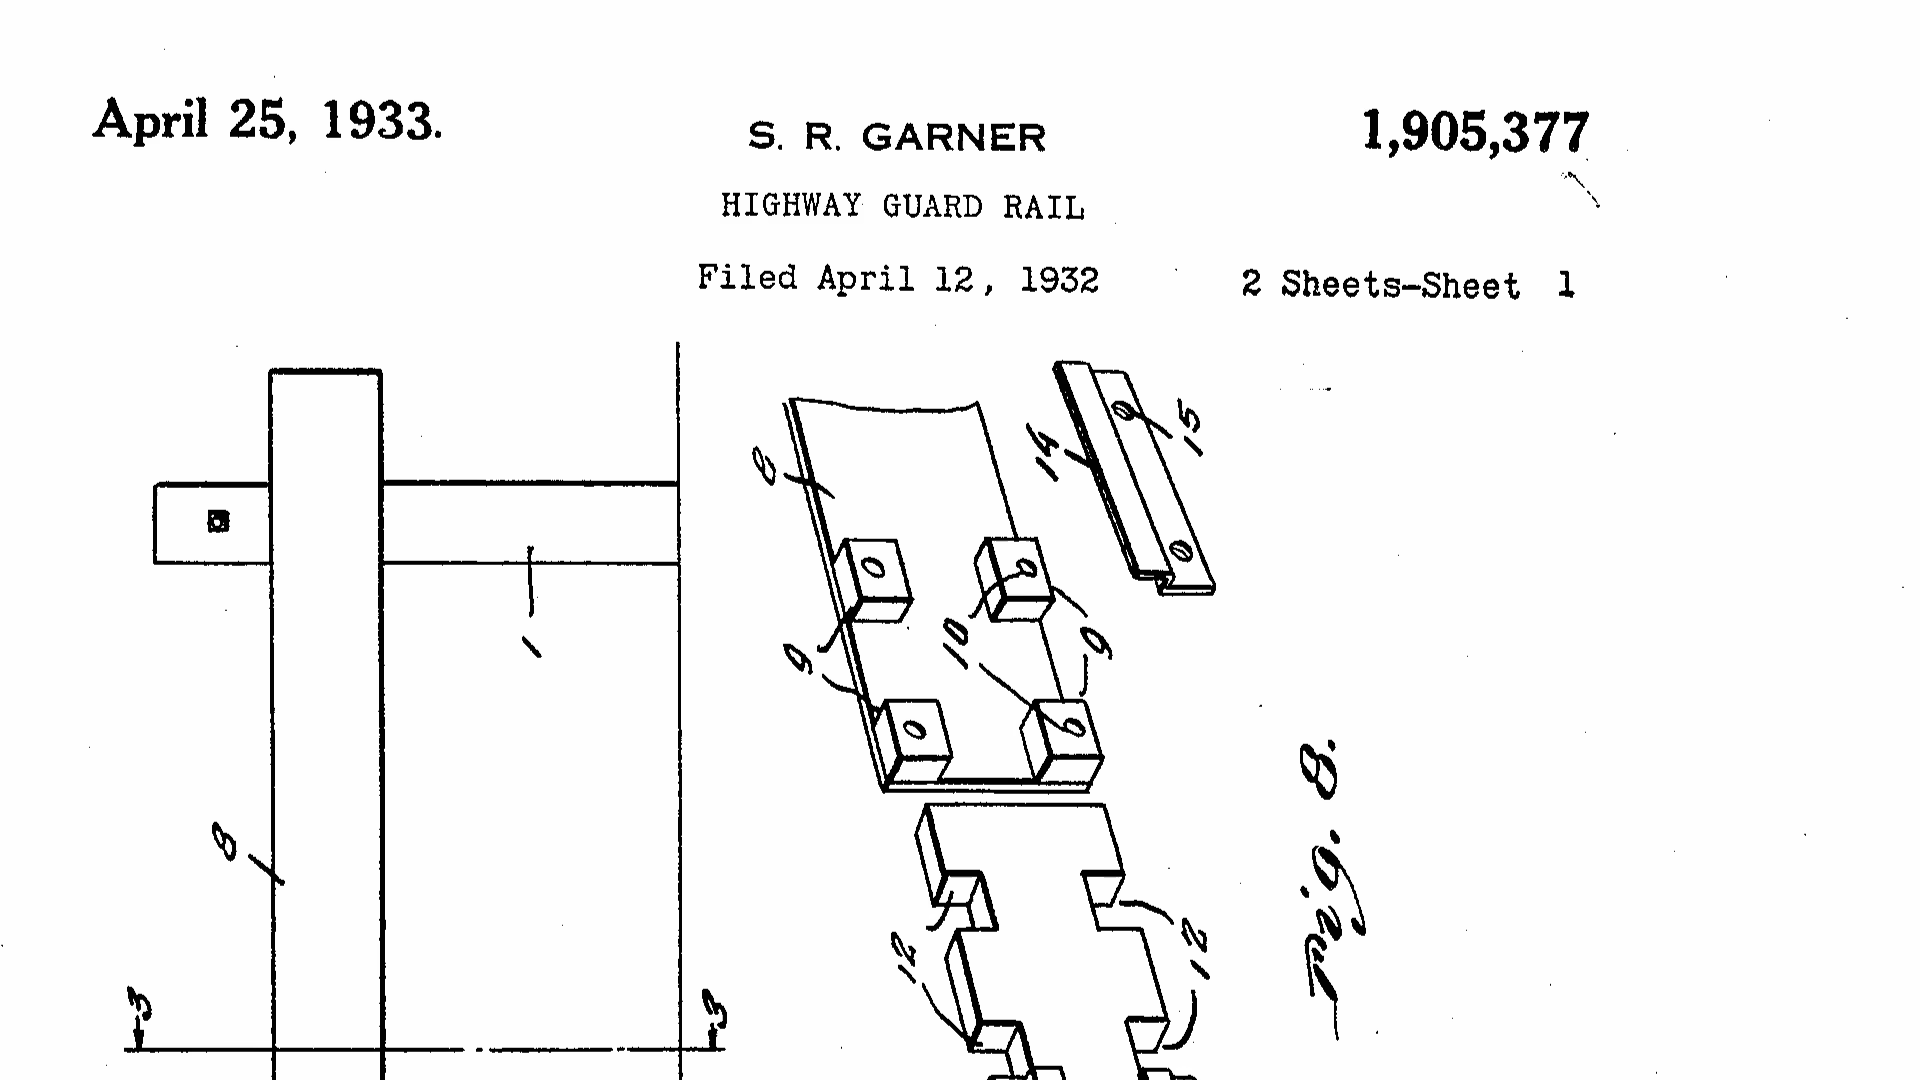 April 25, 1933.
S. R. GARNER
1,905,377
HIGHWAY GUARD RAIL
Filed April 12, 1932
2 Sheets-Sheet 1
8
14
15
1
9
10
9
8
12
12
3
3
Fig. 8.